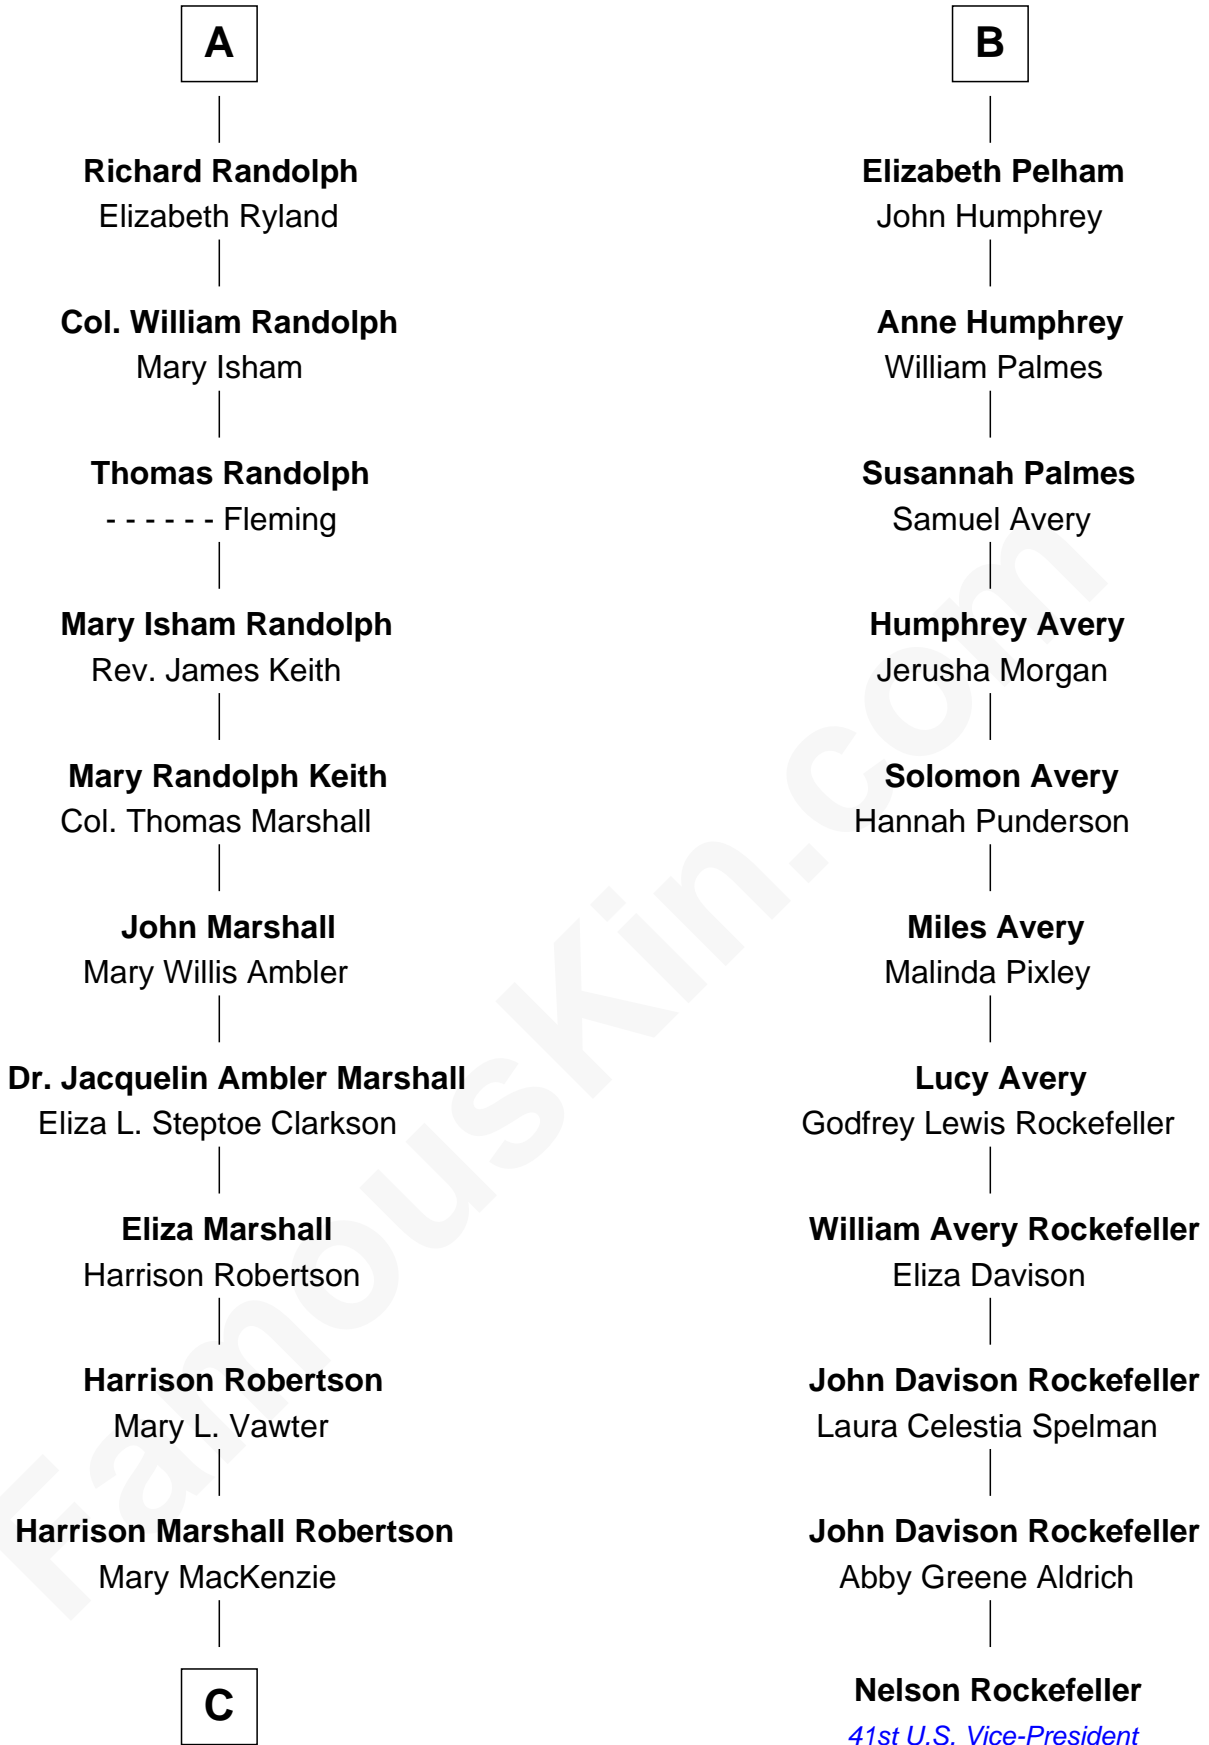 A
Richard Randolph
Elizabeth Ryland
Col. William Randolph
Mary Isham
Thomas Randolph
- - - - - - Fleming
Mary Isham Randolph
Rev. James Keith
Mary Randolph Keith
Col. Thomas Marshall
John Marshall
Mary Willis Ambler
Dr. Jacquelin Ambler Marshall
Eliza L. Steptoe Clarkson
Eliza Marshall
Harrison Robertson
Harrison Robertson
Mary L. Vawter
Harrison Marshall Robertson
Mary MacKenzie
C
B
Elizabeth Pelham
John Humphrey
Anne Humphrey
William Palmes
Susannah Palmes
Samuel Avery
Humphrey Avery
Jerusha Morgan
Solomon Avery
Hannah Punderson
Miles Avery
Malinda Pixley
Lucy Avery
Godfrey Lewis Rockefeller
William Avery Rockefeller
Eliza Davison
John Davison Rockefeller
Laura Celestia Spelman
John Davison Rockefeller
Abby Greene Aldrich
Nelson Rockefeller
41st U.S. Vice-President
FamousKin.com